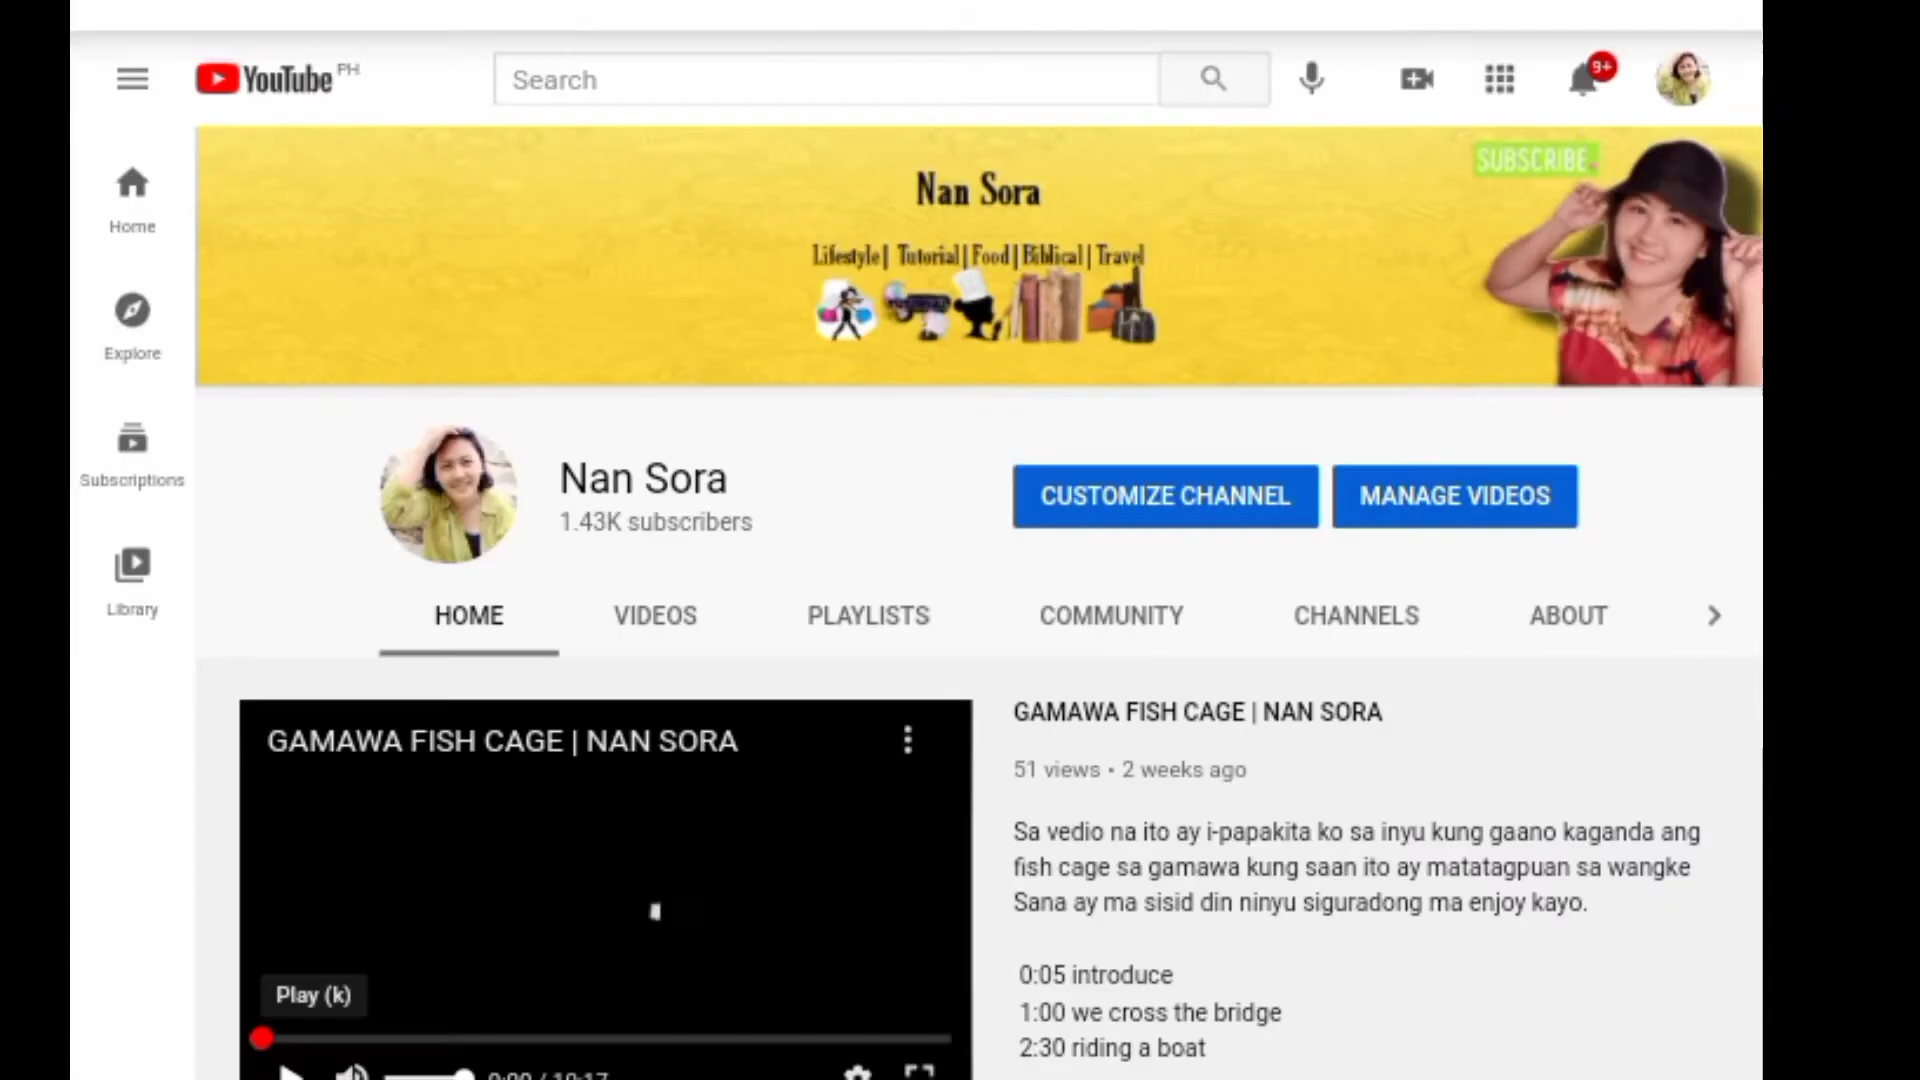 YouTube PH
Search
9+
Home
Explore
Subscriptions
Library
SUBSCRIBE
Nan Sora
Lifestyle| Tutorial|Food|Biblical|Travel
Nan Sora
1.43K subscribers
CUSTOMIZE CHANNEL
MANAGE VIDEOS
HOME
VIDEOS
PLAYLISTS
COMMUNITY
CHANNELS
ABOUT
GAMAWA FISH CAGE | NAN SORA
Play (k)
GAMAWA FISH CAGE | NAN SORA
51 views • 2 weeks ago
Sa vedio na ito ay i-papakita ko sa inyu kung gaano kaganda ang
fish cage sa gamawa kung saan ito ay matatagpuan sa wangke
Sana ay ma sisid din ninyu siguradong ma enjoy kayo.
0:05 introduce
1:00 we cross the bridge
2:30 riding a boat